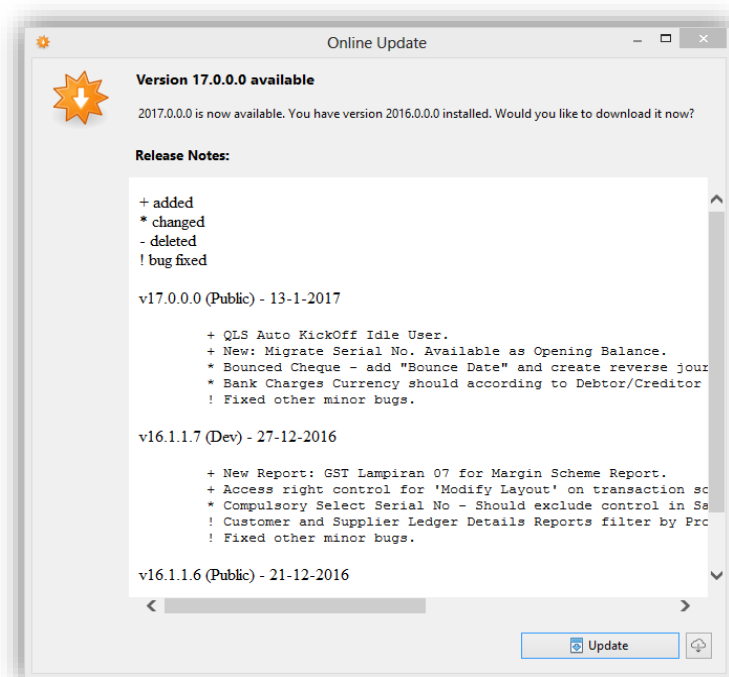 Online Update
Version 17.0.0.0 available
2017.0.0.0 is now available. You have version 2016.0.0.0 installed. Would you like to download it now?
Release Notes:
+ added
* changed
- deleted
! bug fixed
v17.0.0.0 (Public) - 13-1-2017
+ QLS Auto KickOff Idle User.
+ New: Migrate Serial No. Available as Opening Balance.
* Bounced Cheque - add "Bounce Date" and create reverse jour
* Bank Charges Currency should according to Debtor/Creditor
! Fixed other minor bugs.
v16.1.1.7 (Dev) - 27-12-2016
+ New Report: GST Lampiran 07 for Margin Scheme Report.
+ Access right control for 'Modify Layout' on transaction sc
* Compulsory Select Serial No - Should exclude control in Sa
! Customer and Supplier Ledger Details Reports filter by Pro
! Fixed other minor bugs.
v16.1.1.6 (Public) - 21-12-2016
Update